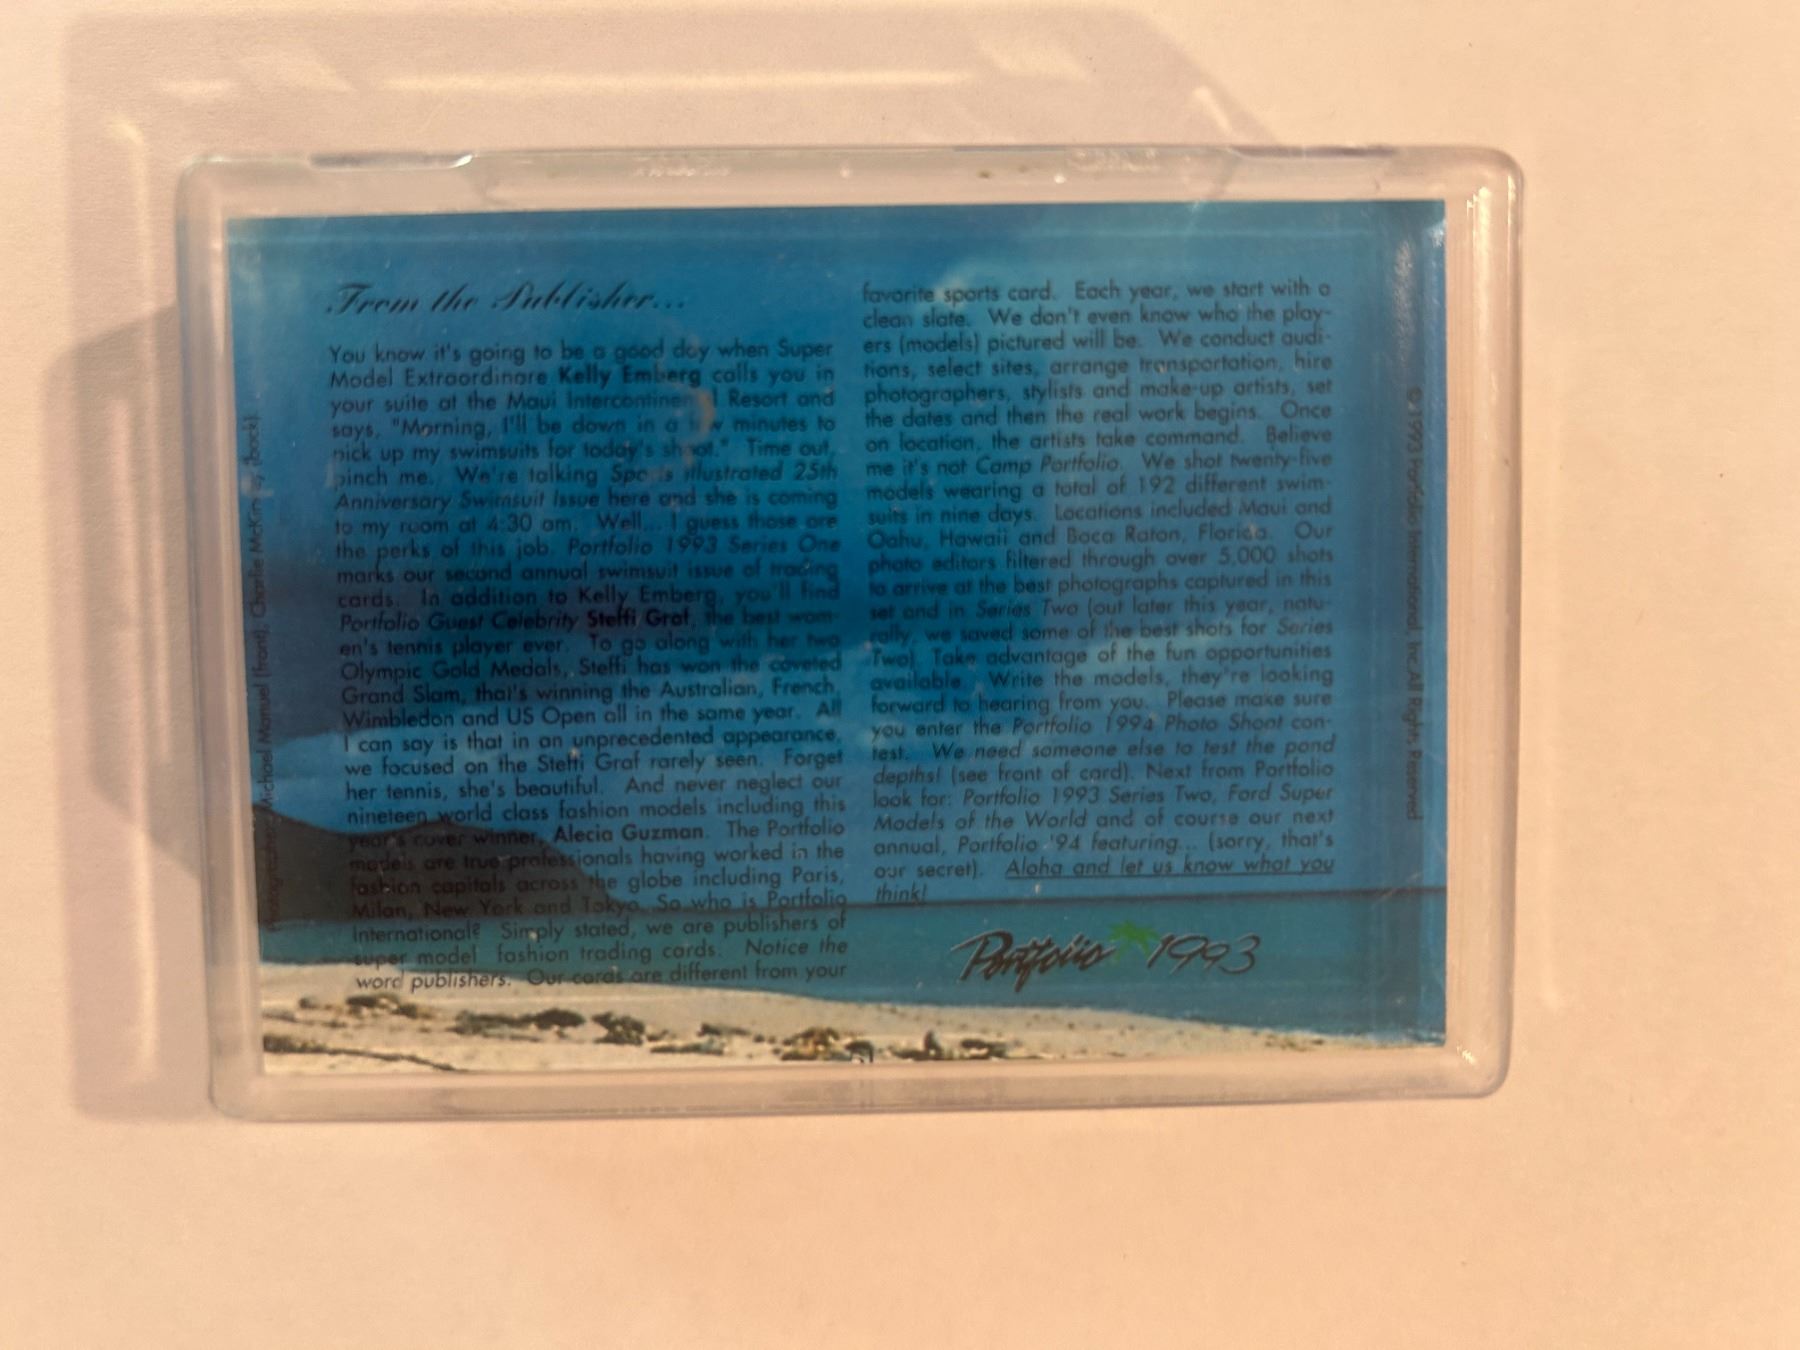 From the Publisher...
You know it's going to be a good day when Super
Model Extraordinare Kelly Emberg calls you in
your suite at the Maui Intercontinen l Resort and
says, "Morning, I'll be down in a f w minutes to
pick up my swimsuits for today's shoot." Time out,
pinch me. We're talking Sports Illustrated 25th
Anniversary Swimsuit Issue here and she is coming
to my room at 4:30 am. Well... I guess those are
the perks of this job. Portfolio 1993 Series One
marks our second annual swimsuit issue of trading
cards. In addition to Kelly Emberg, you'll find
Portfolio Guest Celebrity Steffi Graf, the best wom-
en's tennis player ever. To go along with her two
Olympic Gold Medals, Steffi has won the coveted
Grand Slam, that's winning the Australian, French,
Wimbledon and US Open all in the same year. All
I can say is that in an unprecedented appearance,
we focused on the Steffi Graf rarely seen. Forget
her tennis, she's beautiful. And never neglect our
nineteen world class fashion models including this
year's cover winner, Alecia Guzman. The Portfolio
models are true professionals having worked in the
fashion capitals across the globe including Paris,
Milan, New York and Tokyo. So who is Portfolio
International? Simply stated, we are publishers of
super model fashion trading cards. Notice the
word publishers. Our cards are different from your
favorite sports card. Each year, we start with a
clean slate. We don't even know who the play-
ers (models) pictured will be. We conduct audi-
tions, select sites, arrange transportation, hire
photographers, stylists and make-up artists, set
the dates and then the real work begins. Once
on location, the artists take command. Believe
me it's not Camp Portfolio. We shot twenty-five
models wearing a total of 192 different swim-
suits in nine days. Locations included Maui and
Oahu, Hawaii and Boca Raton, Florida. Our
photo editors filtered through over 5,000 shots
to arrive at the best photographs captured in this
set and in Series Two (out later this year, natu-
rally, we saved some of the best shots for Series
Two). Take advantage of the fun opportunities
available. Write the models, they're looking
forward to hearing from you. Please make sure
you enter the Portfolio 1994 Photo Shoot con-
test. We need someone else to test the pond
depths! (see front of card). Next from Portfolio
look for: Portfolio 1993 Series Two, Ford Super
Models of the World and of course our next
annual, Portfolio '94 featuring... (sorry, that's
our secret). Aloha and let us know what you
think!
Portfolio 1993
Photographers: Michael Manuel (front), Charlie McKinney (back)
© 1993 Portfolio International, Inc. All Rights Reserved